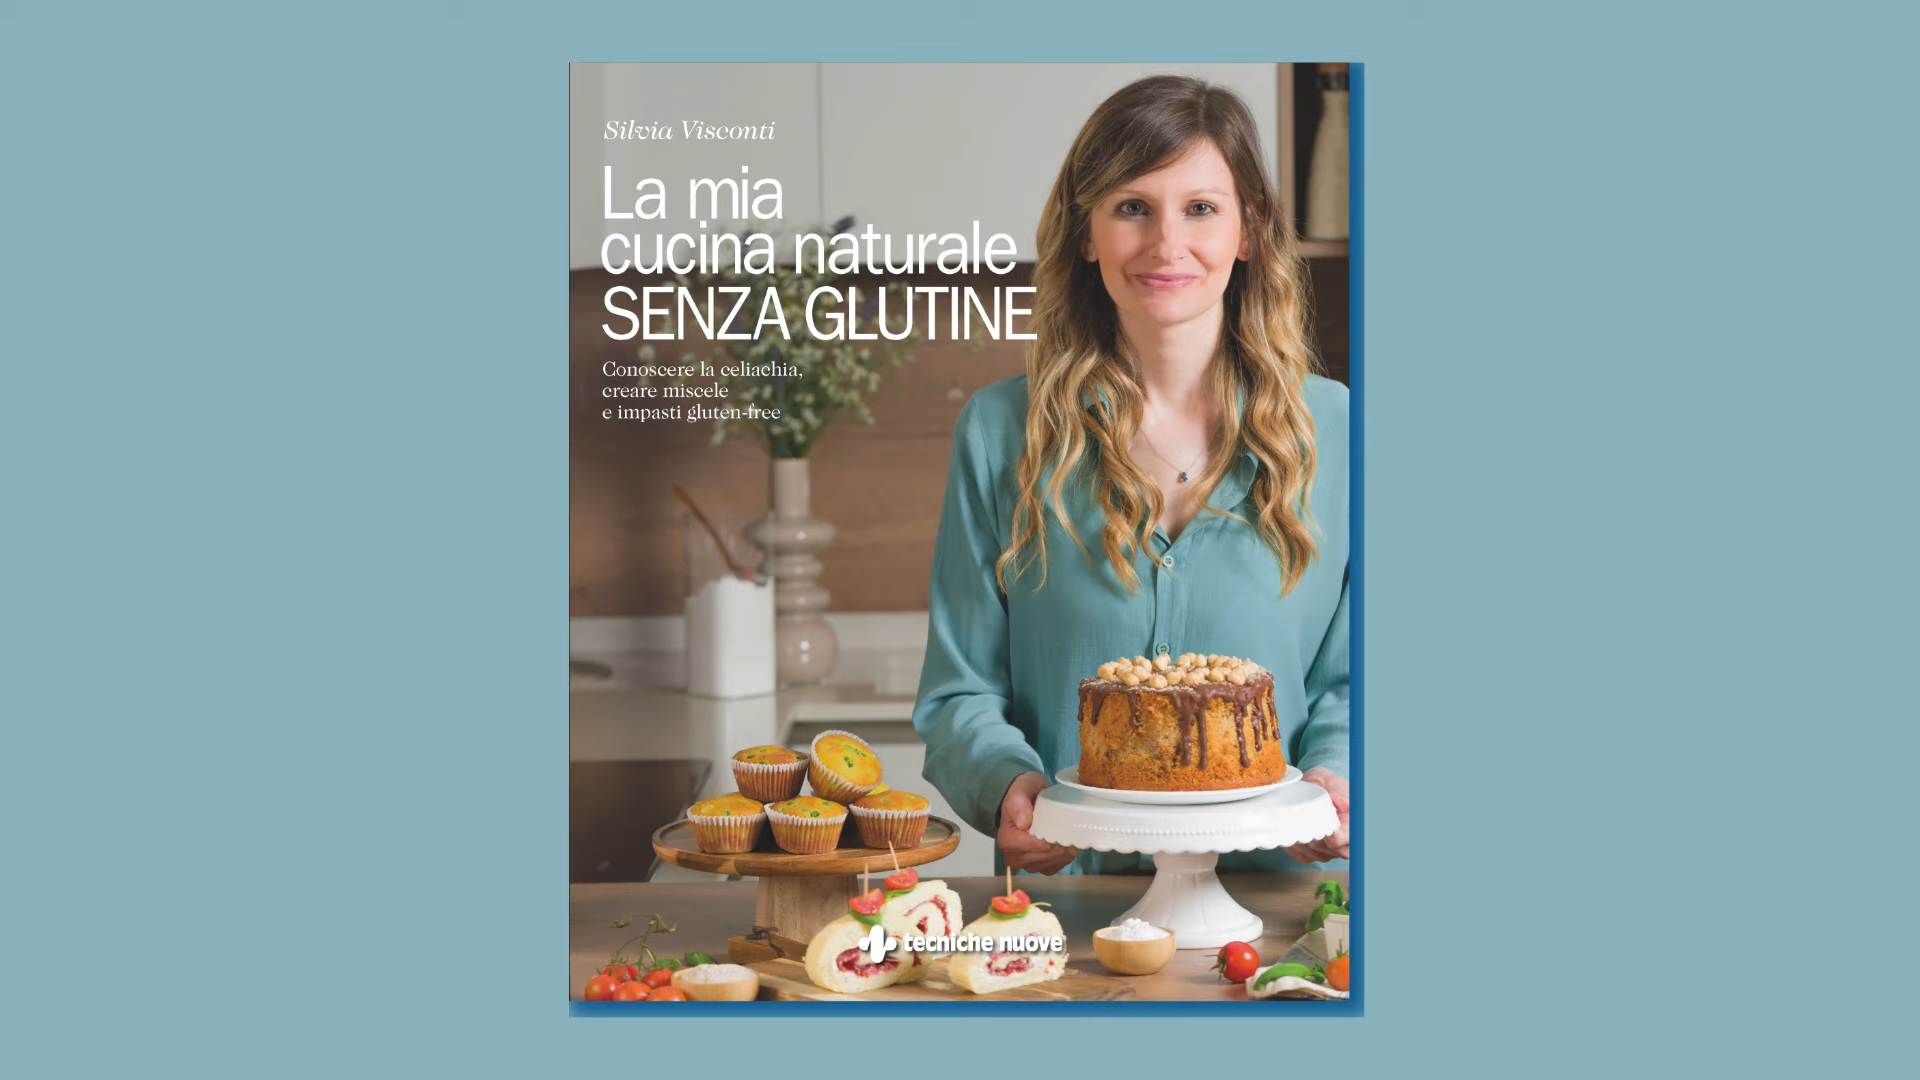 Silvia Visconti
La mia
cucina naturale
SENZA GLUTINE
Conoscere la celiachia,
creare miscele
e impasti gluten-free
tecniche nuove